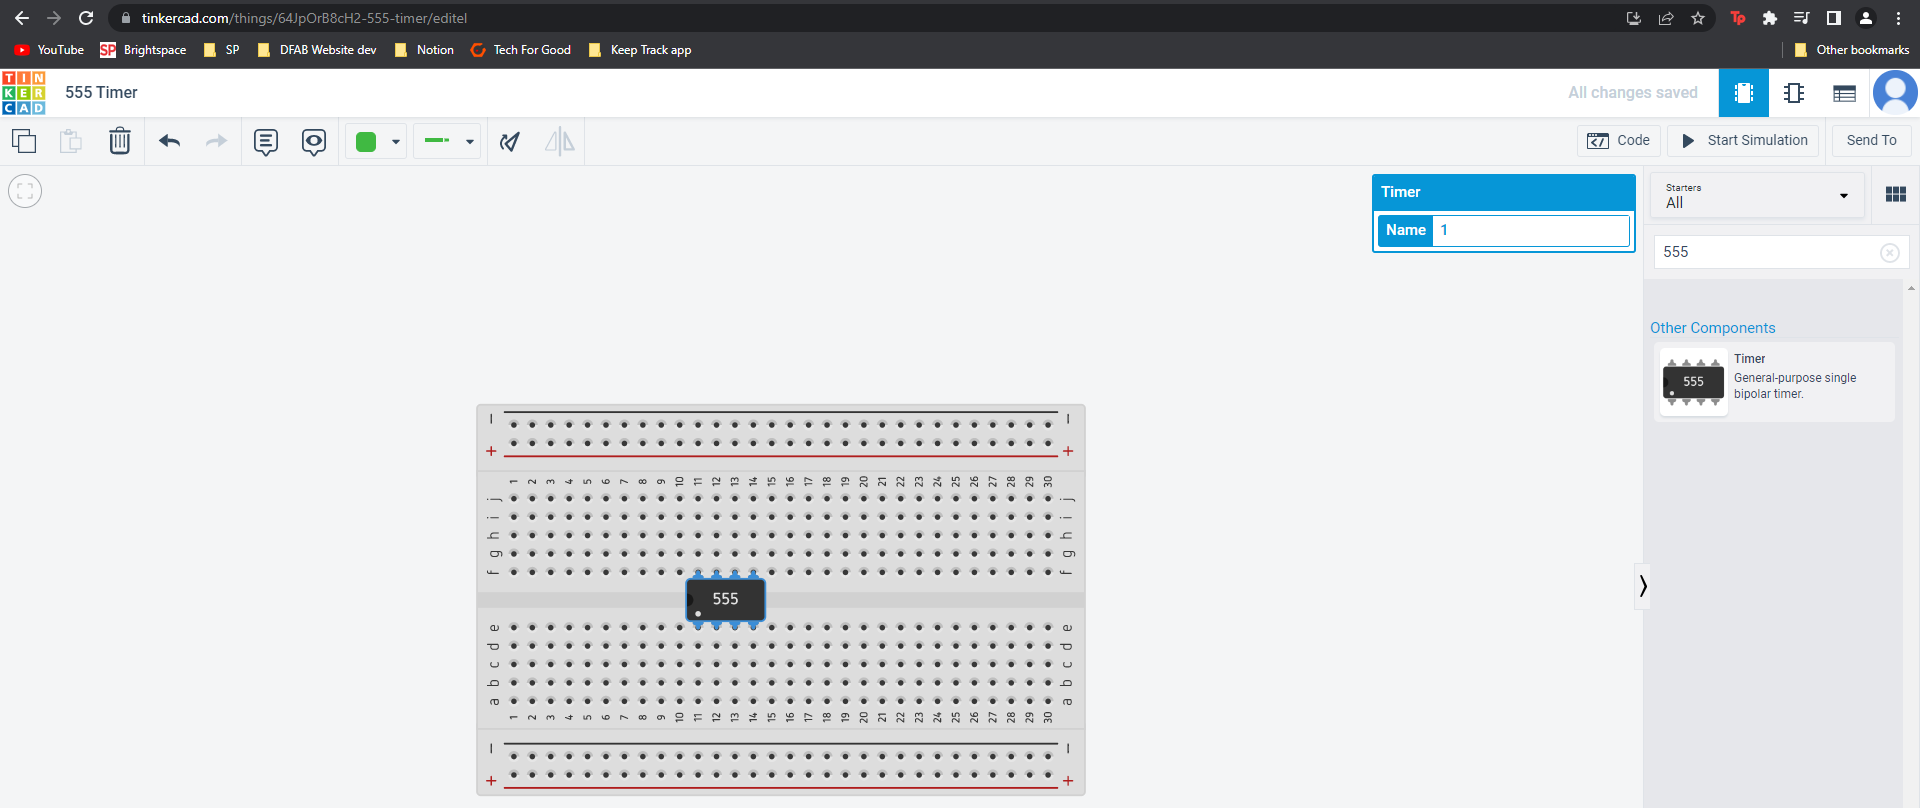 tinkercad.com/things/64JpOrB8cH2-555-timer/editel
YouTube
SP Brightspace
SP
DFAB Website dev
Notion
Tech For Good
Keep Track app
Other bookmarks
TIN
KER
CAD
555 Timer
All changes saved
Code
Start Simulation
Send To
Timer
Name 1
Starters
All
555
Other Components
555
Timer
General-purpose single
bipolar timer.
+ +
1 2 3 4 5 6 7 8 9 10 11 12 13 14 15 16 17 18 19 20 21 22 23 24 25 26 27 28 29 30
j j
i i
h h
g g
f f
555
e e
d d
c c
b b
a a
1 2 3 4 5 6 7 8 9 10 11 12 13 14 15 16 17 18 19 20 21 22 23 24 25 26 27 28 29 30
+ +